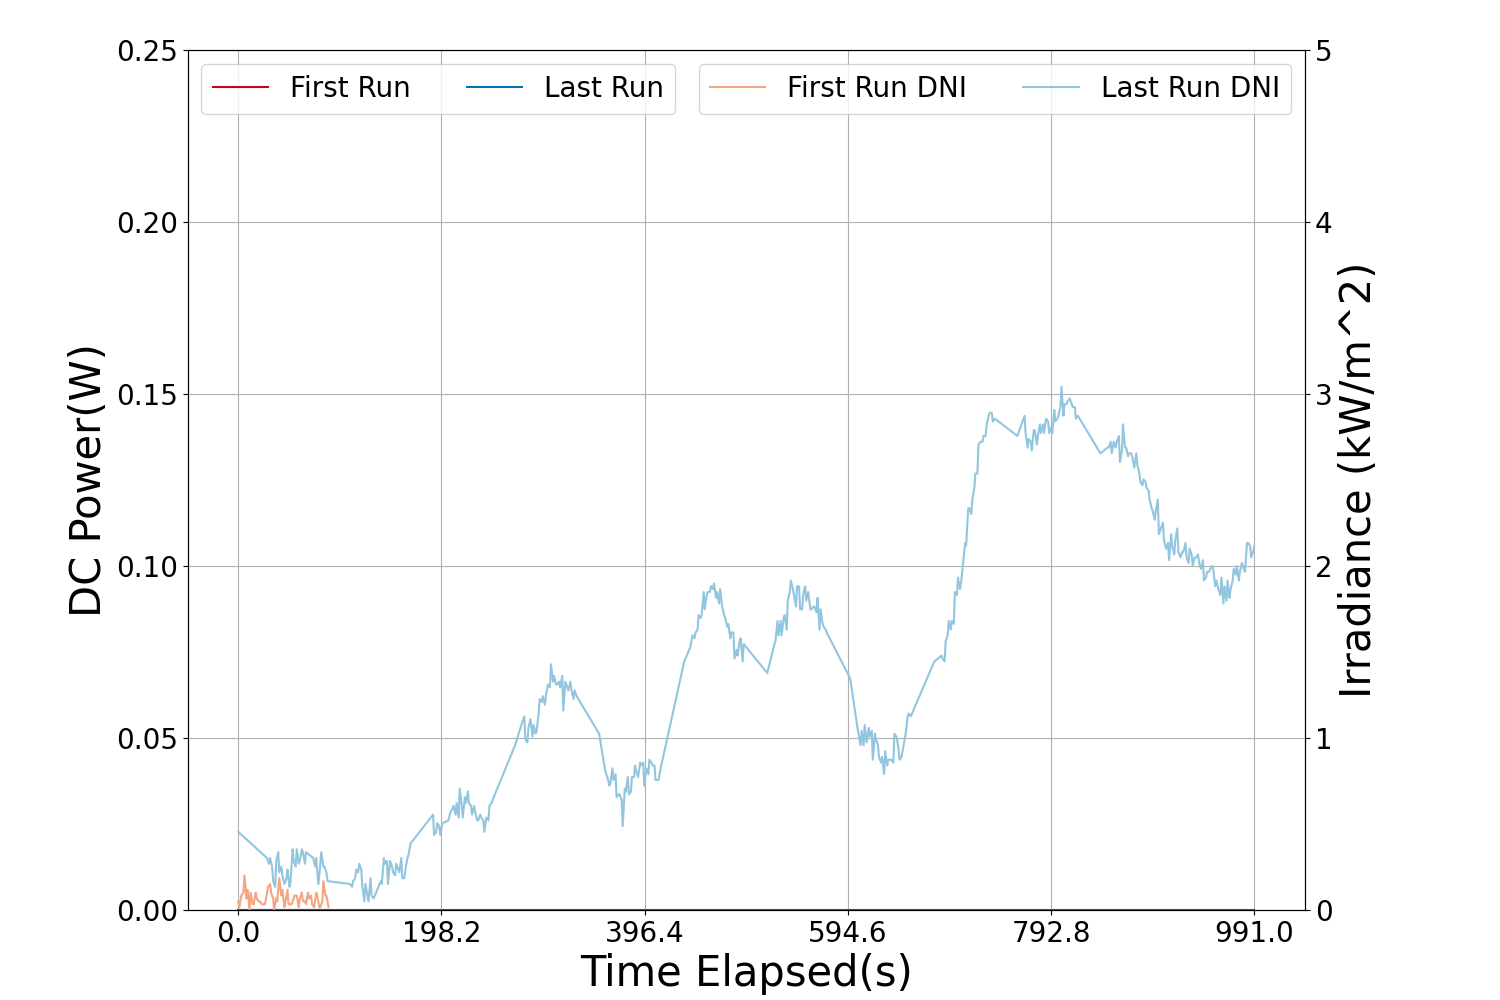 0.25
0.20
0.15
0.10
0.05
0.00
DC Power(W)
First Run
Last Run
First Run DNI
Last Run DNI
5
4
3
2
1
0
Irradiance (kW/m^2)
0.0
198.2
396.4
594.6
792.8
991.0
Time Elapsed(s)